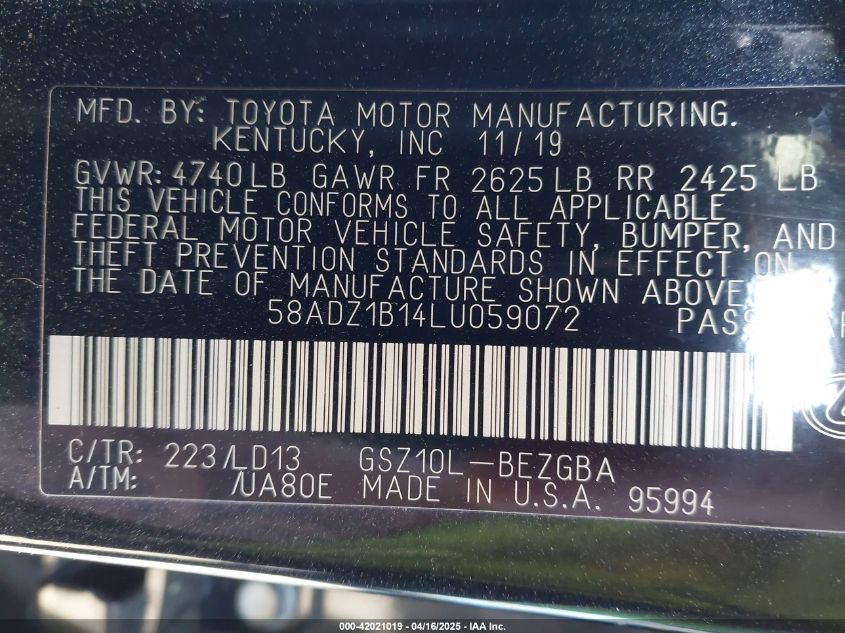 MFD. BY: TOYOTA MOTOR MANUFACTURING.
KENTUCKY, INC 11/19
GVWR: 4740LB GAWR FR 2625LB RR 2425 LB
THIS VEHICLE CONFORMS TO ALL APPLICABLE
FEDERAL MOTOR VEHICLE SAFETY, BUMPER, AND
THEFT PREVENTION STANDARDS IN EFFECT ON
THE DATE OF MANUFACTURE SHOWN ABOVE.
58ADZ1B14LU059072
C/TR: 223/LD13 GSZ10L-BEZGBA
A/TM: /UA80E MADE IN U.S.A. 95994
000-42021019 - 04/16/2025 - IAA Inc.